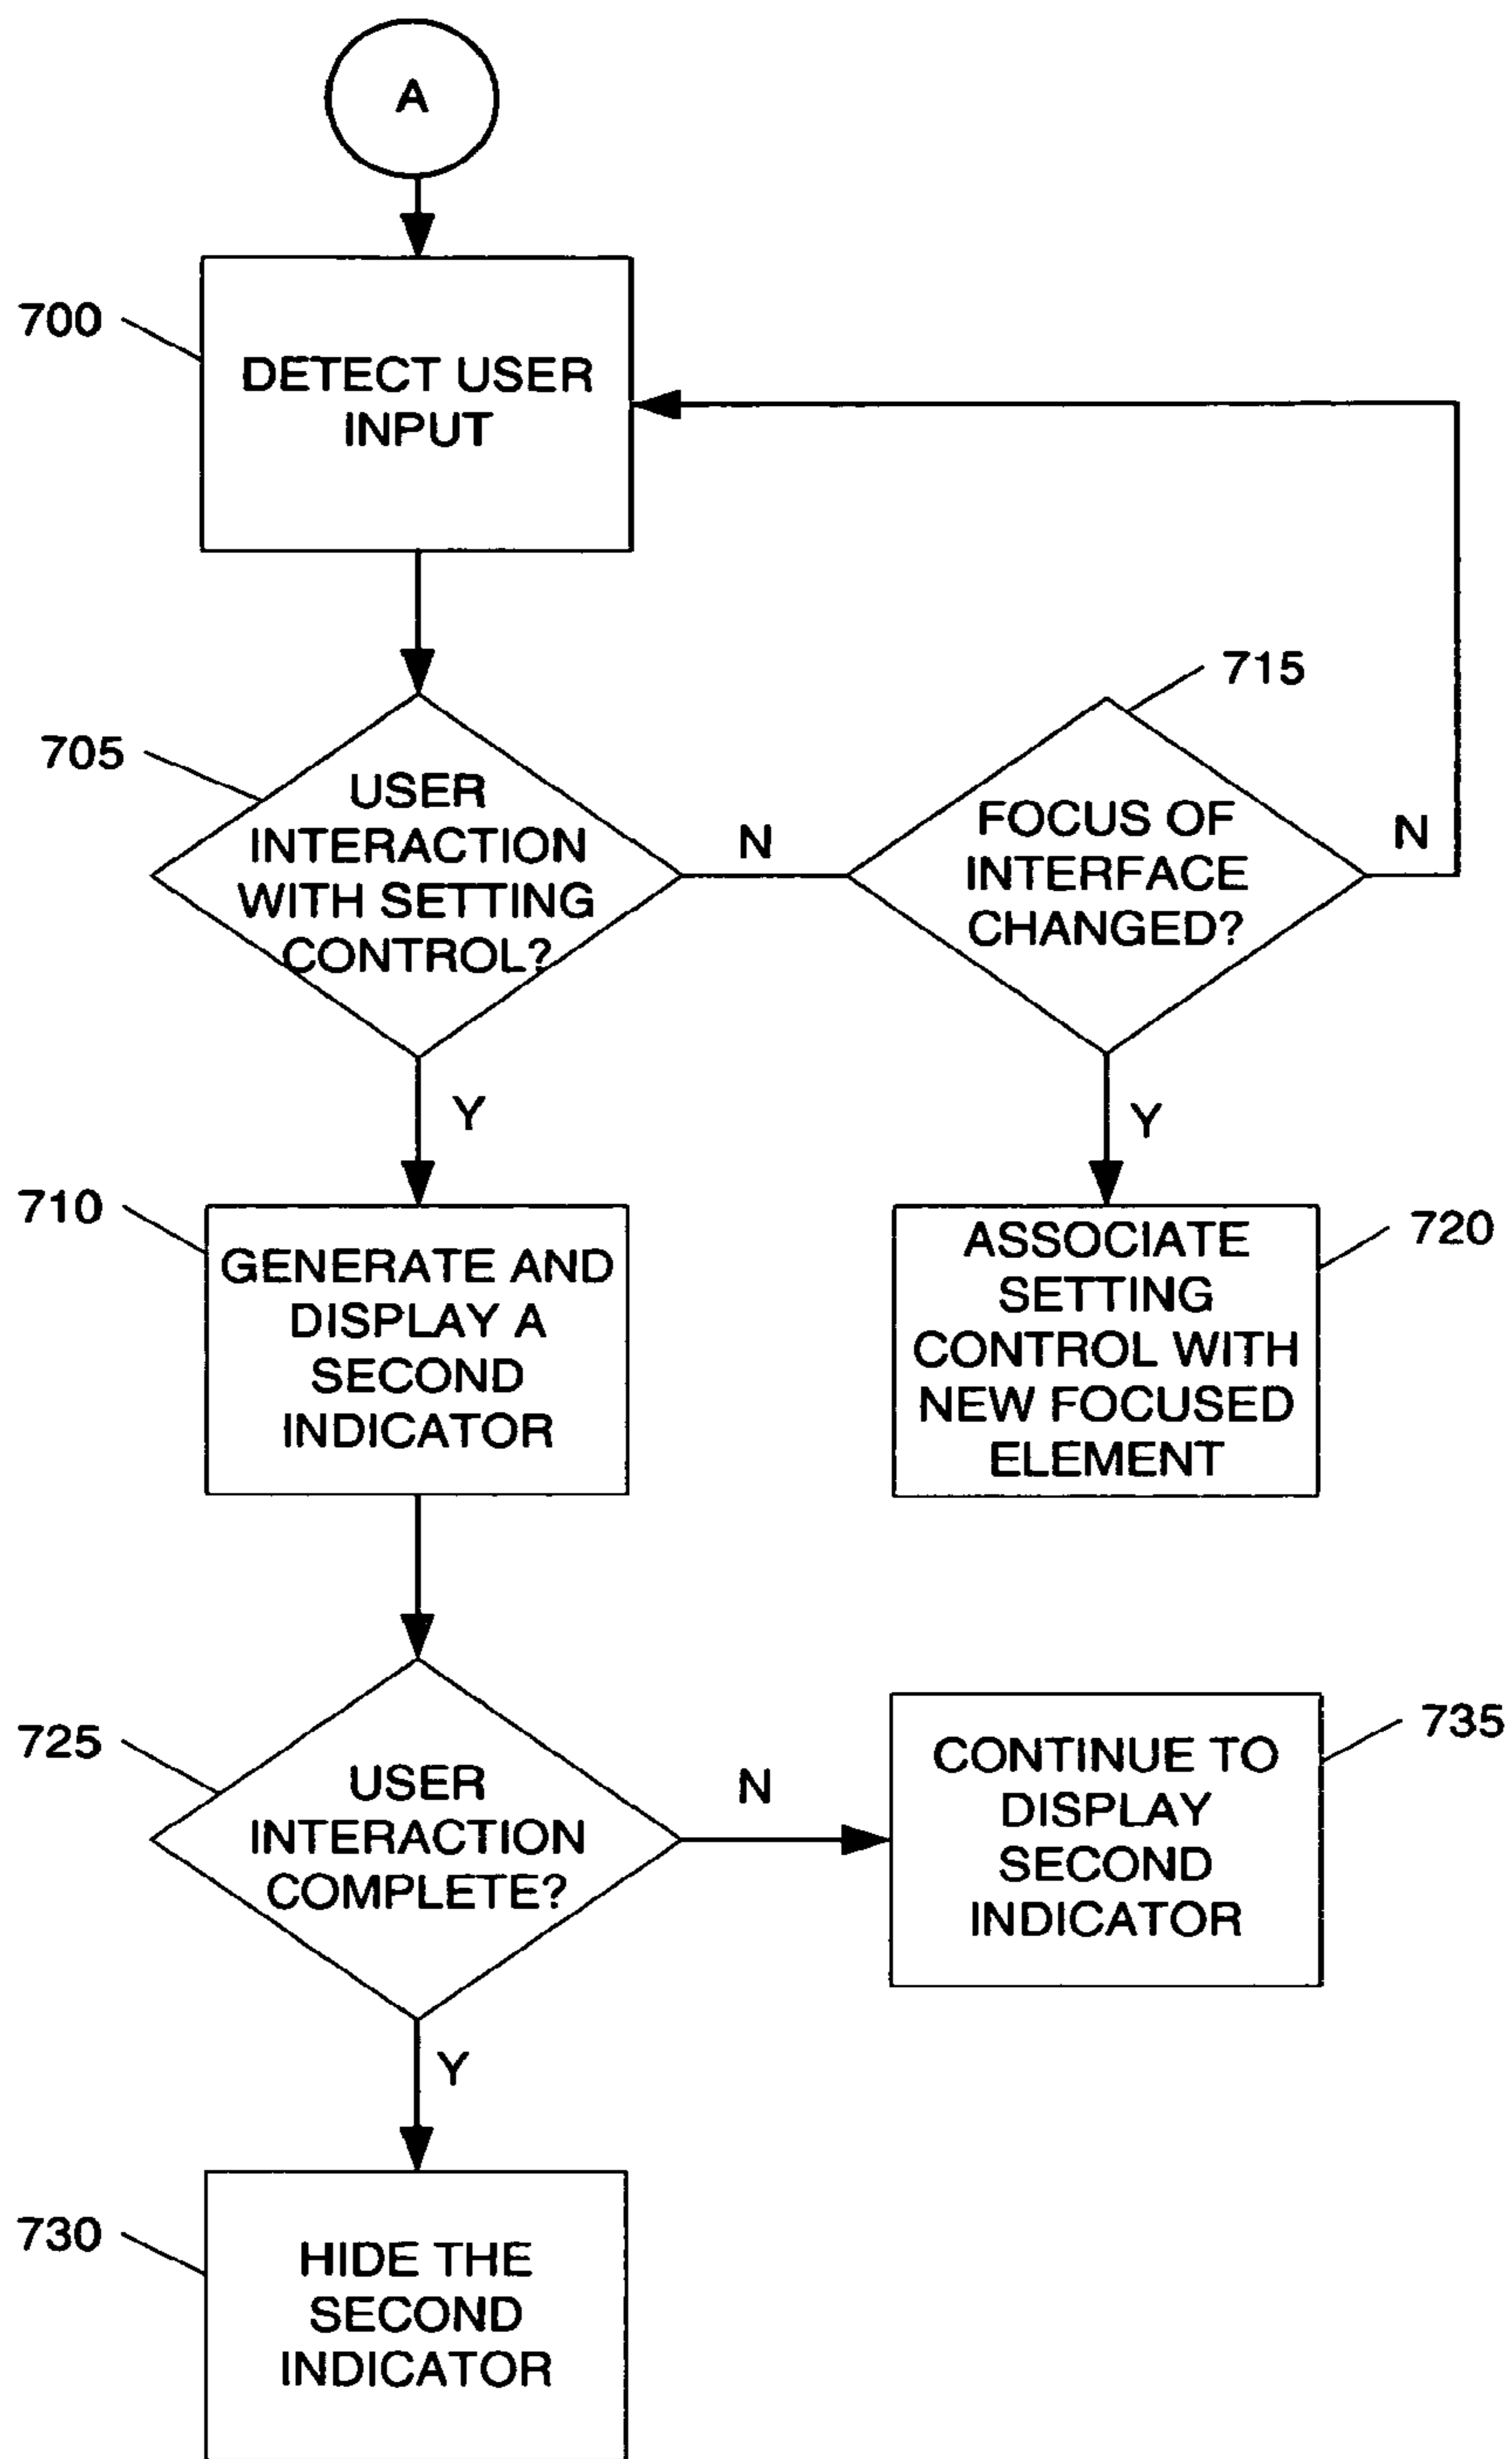 A
700
DETECT USER
INPUT
715
705
USER
INTERACTION
WITH SETTING
CONTROL?
N
FOCUS OF
INTERFACE
CHANGED?
N
Y
Y
710
GENERATE AND
DISPLAY A
SECOND
INDICATOR
720
ASSOCIATE
SETTING
CONTROL WITH
NEW FOCUSED
ELEMENT
725
USER
INTERACTION
COMPLETE?
N
735
CONTINUE TO
DISPLAY
SECOND
INDICATOR
Y
730
HIDE THE
SECOND
INDICATOR